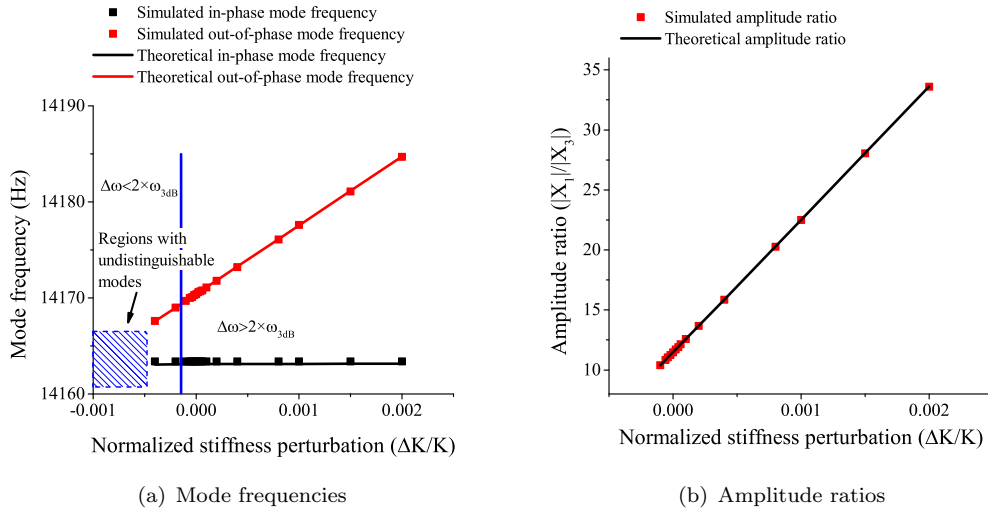 Simulated in-phase mode frequency
Simulated out-of-phase mode frequency
Theoretical in-phase mode frequency
Theoretical out-of-phase mode frequency
14190
14180
14170
14160
Mode frequency (Hz)
Δω<2×ω3dB
Regions with
undistinguishable
modes
Δω>2×ω3dB
-0.001 0.000 0.001 0.002
Normalized stiffness perturbation (ΔK/K)
(a) Mode frequencies
Simulated amplitude ratio
Theoretical amplitude ratio
35
30
25
20
15
10
Amplitude ratio (|X1|/|X3|)
0.000 0.001 0.002
Normalized stiffness perturbation (ΔK/K)
(b) Amplitude ratios